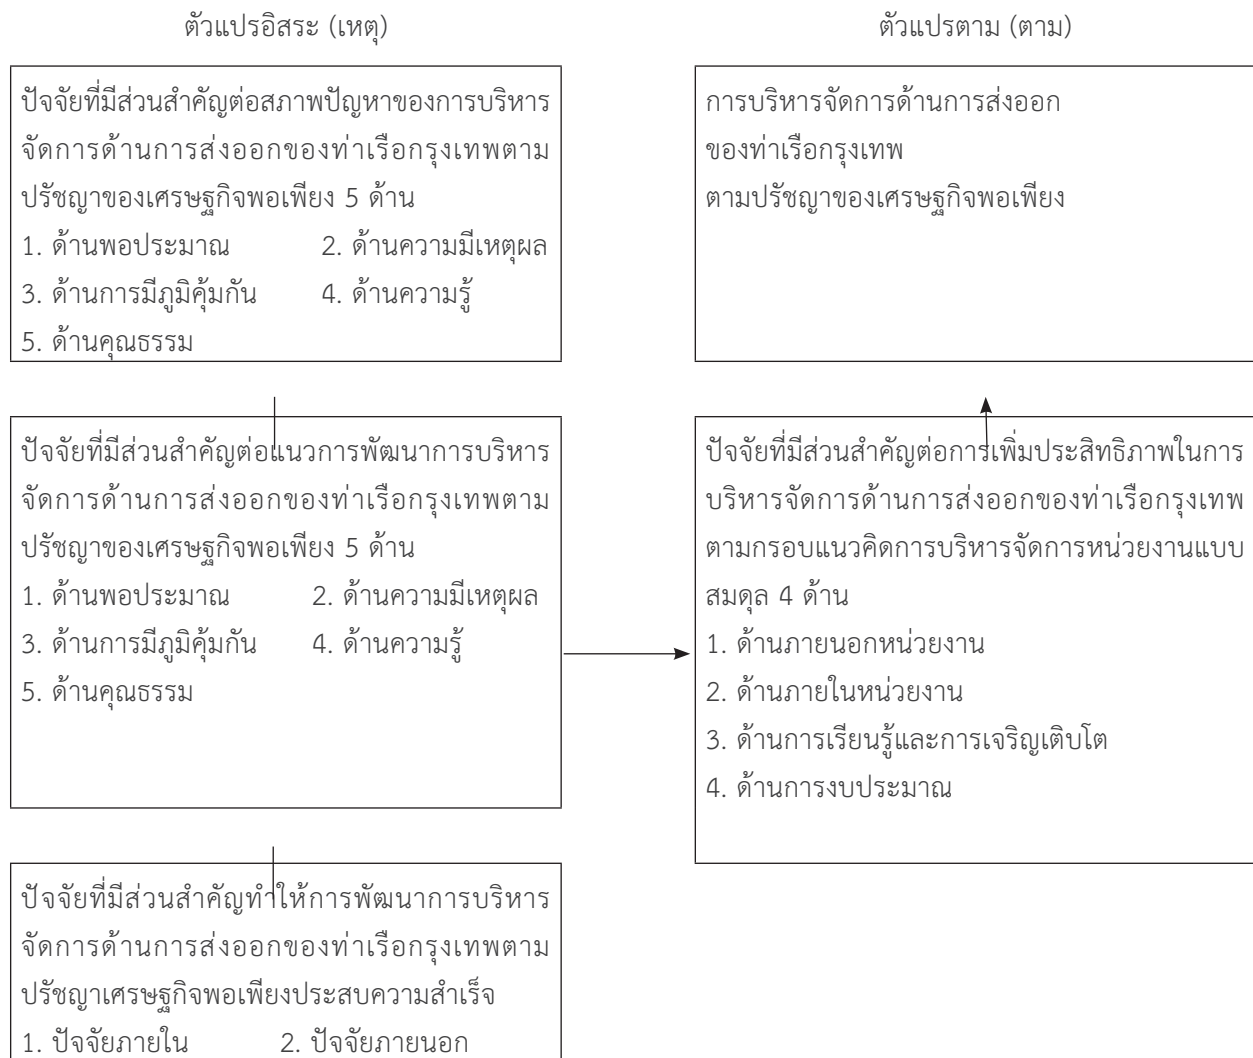 ตัวแปรอิสระ (เหตุ)
ปัจจัยที่มีส่วนสำคัญต่อสภาพปัญหาของการบริหาร
จัดการด้านการส่งออกของท่าเรือกรุงเทพตาม
ปรัชญาของเศรษฐกิจพอเพียง 5 ด้าน
1. ด้านพอประมาณ 2. ด้านความมีเหตุผล
3. ด้านการมีภูมิคุ้มกัน 4. ด้านความรู้
5. ด้านคุณธรรม
ปัจจัยที่มีส่วนสำคัญต่อแนวการพัฒนาการบริหาร
จัดการด้านการส่งออกของท่าเรือกรุงเทพตาม
ปรัชญาของเศรษฐกิจพอเพียง 5 ด้าน
1. ด้านพอประมาณ 2. ด้านความมีเหตุผล
3. ด้านการมีภูมิคุ้มกัน 4. ด้านความรู้
5. ด้านคุณธรรม
ปัจจัยที่มีส่วนสำคัญทำให้การพัฒนาการบริหาร
จัดการด้านการส่งออกของท่าเรือกรุงเทพตาม
ปรัชญาเศรษฐกิจพอเพียงประสบความสำเร็จ
1. ปัจจัยภายใน 2. ปัจจัยภายนอก
ตัวแปรตาม (ตาม)
การบริหารจัดการด้านการส่งออก
ของท่าเรือกรุงเทพ
ตามปรัชญาของเศรษฐกิจพอเพียง
ปัจจัยที่มีส่วนสำคัญต่อการเพิ่มประสิทธิภาพในการ
บริหารจัดการด้านการส่งออกของท่าเรือกรุงเทพ
ตามกรอบแนวคิดการบริหารจัดการหน่วยงานแบบ
สมดุล 4 ด้าน
1. ด้านภายนอกหน่วยงาน
2. ด้านภายในหน่วยงาน
3. ด้านการเรียนรู้และการเจริญเติบโต
4. ด้านการงบประมาณ